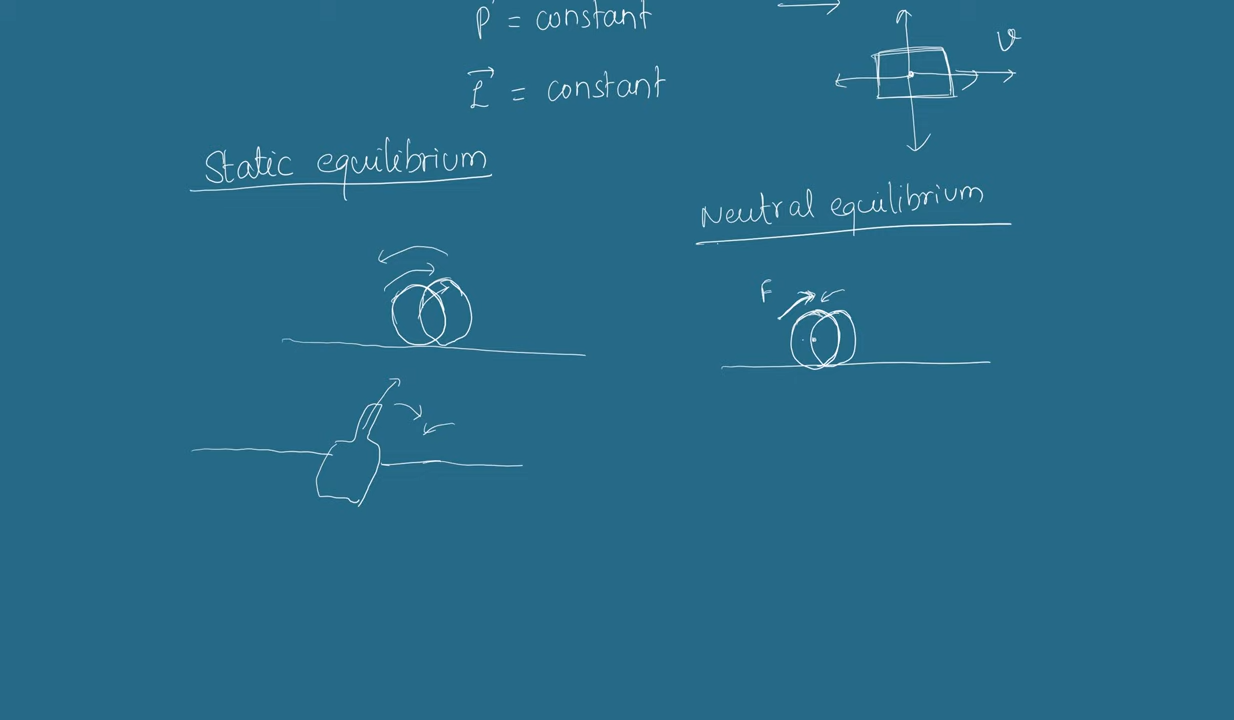 P = constant
L = constant
v
Static equilibrium
Neutral equilibrium
F